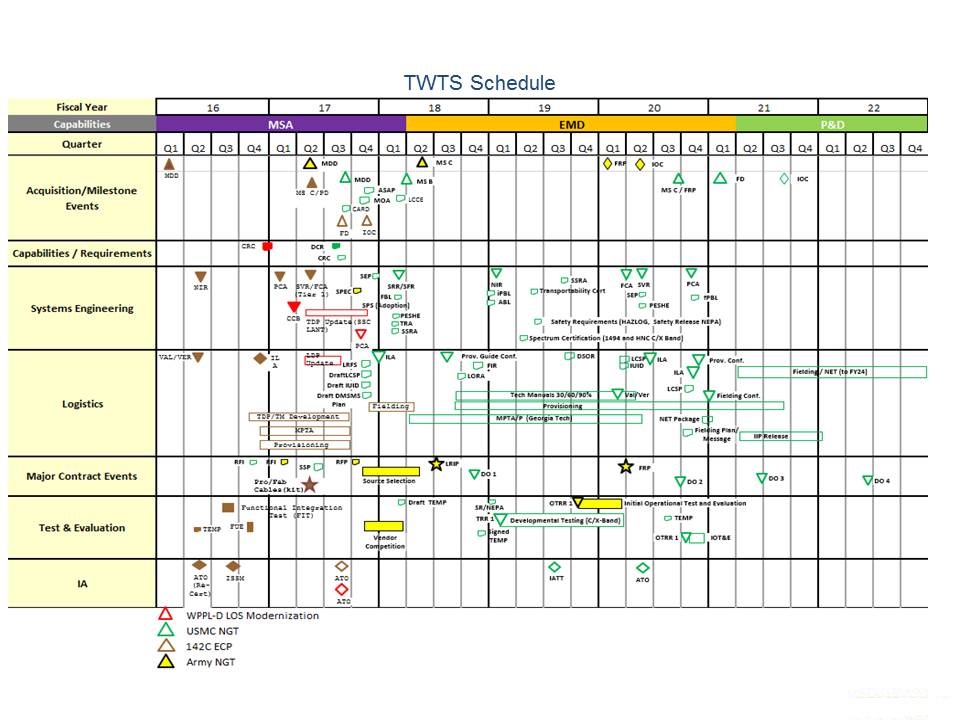 TWTS Schedule
Fiscal Year 16 17 18 19 20 21 22
Capabilities MSA EMD P&D
Quarter Q1 Q2 Q3 Q4 Q1 Q2 Q3 Q4 Q1 Q2 Q3 Q4 Q1 Q2 Q3 Q4 Q1 Q2 Q3 Q4 Q1 Q2 Q3 Q4 Q1 Q2 Q3 Q4
Acquisition/Milestone
Events
MDD MDD MS C FRP IOC
MS C/PD MDD MS B MS C / FRP FD IOC
ASAP
MOA LCCE
CARD
FD IOC
Capabilities / Requirements
CRC DCR
CRC
Systems Engineering
NIR PCA SVR/FCA
(Tier 1)
SEP SRR/SFR
SPEC FBL
SPS (Adoption)
CCB TDP Update(SSC
LANT)
PCA
PESHE
TRA
SSRA
NIR
iPBL
ABL
SSRA
Transportability Cert
FCA SVR PCA
SEP fPBL
PESHE
Safety Requirements (HAZLOG, Safety Release NEPA)
Spectrum Certification (1494 and HNC C/X Band)
Logistics
VAL/VER IL
A
LDP
Update
LRFS
DraftLCSP
Draft IUID
Draft DMSMS
Plan
ILA
Prov. Guide Conf.
FIR
LORA
DSOR
LCSP
IUID
ILA
ILA
Prov. Conf.
Fielding / NET (to FY24)
LCSP
Tech Manuals 30/60/90% Val/Ver Fielding Conf.
Fielding Provisioning
TDP/TM Development MPTA/P (Georgia Tech) NET Package
MPTA Fielding Plan/
Message
IIP Release
Provisioning
Major Contract Events
RFI RFI SSP RFP LRIP FRP
Source Selection DO 1 DO 2 DO 3 DO 4
Pro/Fab
Cables(kit)
Test & Evaluation
Functional Integration
Test (FIT)
TEMP FUE
Vendor
Competition
Draft TEMP
SR/NEPA
TRR 1 Developmental Testing (C/X-Band)
Signed
TEMP
OTRR 1 Initial Operational Test and Evaluation
TEMP
OTRR 1 IOT&E
IA
ATO
(Re-
Cert)
ISSM ATO
ATO
IATT ATO
WPPL-D LOS Modernization
USMC NGT
142C ECP
Army NGT